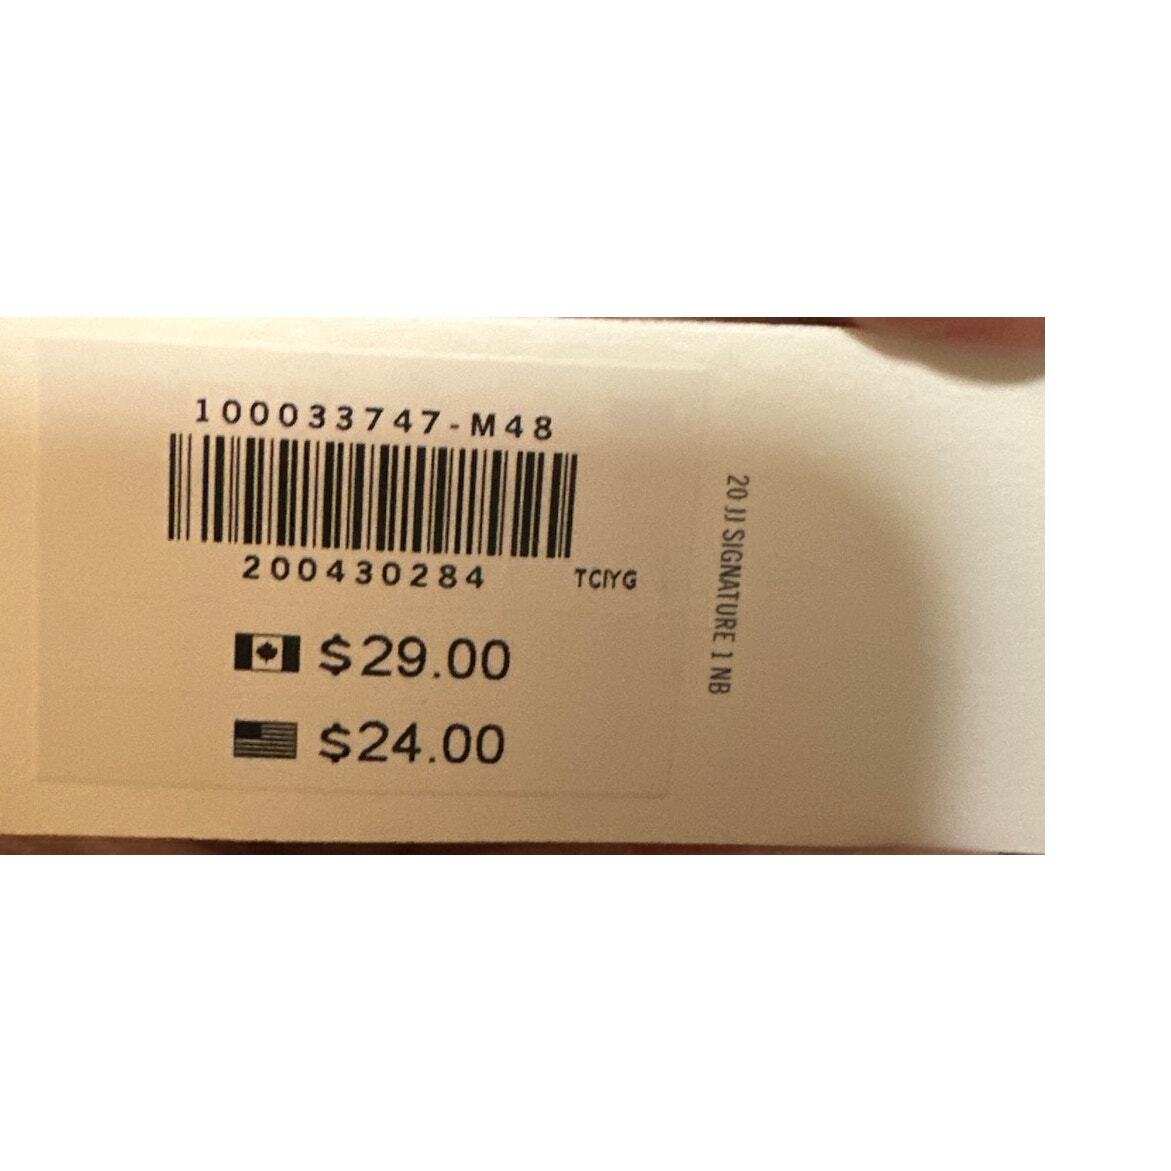 100033747-M48
200430284
TCIYG
$29.00
$24.00
20 JJ SIGNATURE 1 NB